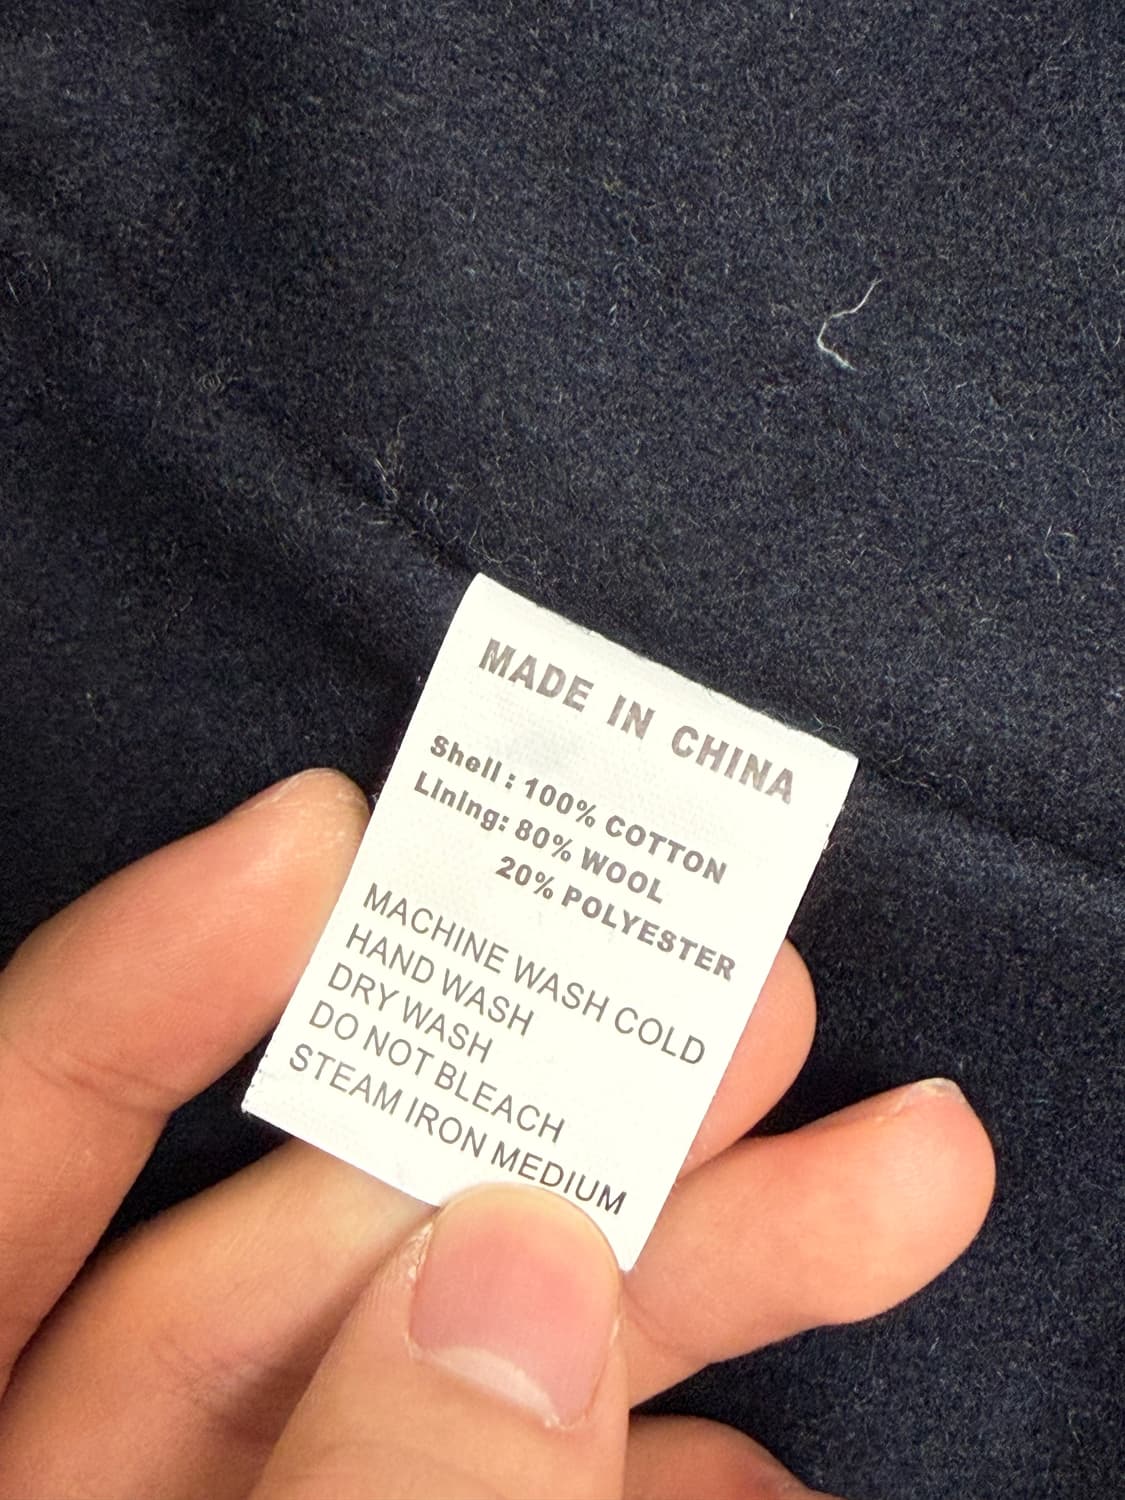 MADE IN CHINA
Shell : 100% COTTON
Lining: 80% WOOL
20% POLYESTER
MACHINE WASH COLD
HAND WASH
DRY WASH
DO NOT BLEACH
STEAM IRON MEDIUM